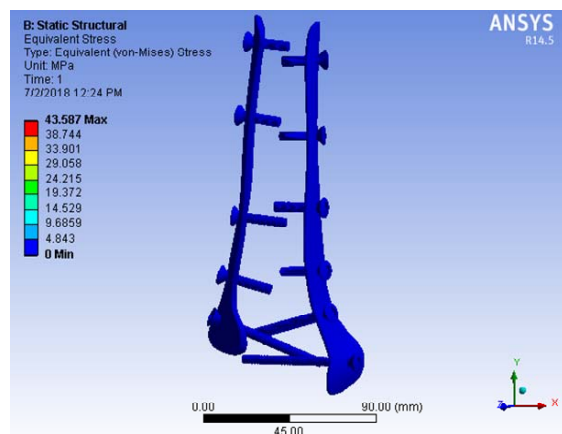 B: Static Structural
Equivalent Stress
Type: Equivalent (von-Mises) Stress
Unit: MPa
Time: 1
7/2/2018 12:24 PM
43.587 Max
38.744
33.901
29.058
24.215
19.372
14.529
9.6859
4.843
0 Min
ANSYS
R14.5
0.00 90.00 (mm)
45.00
Y
Z X